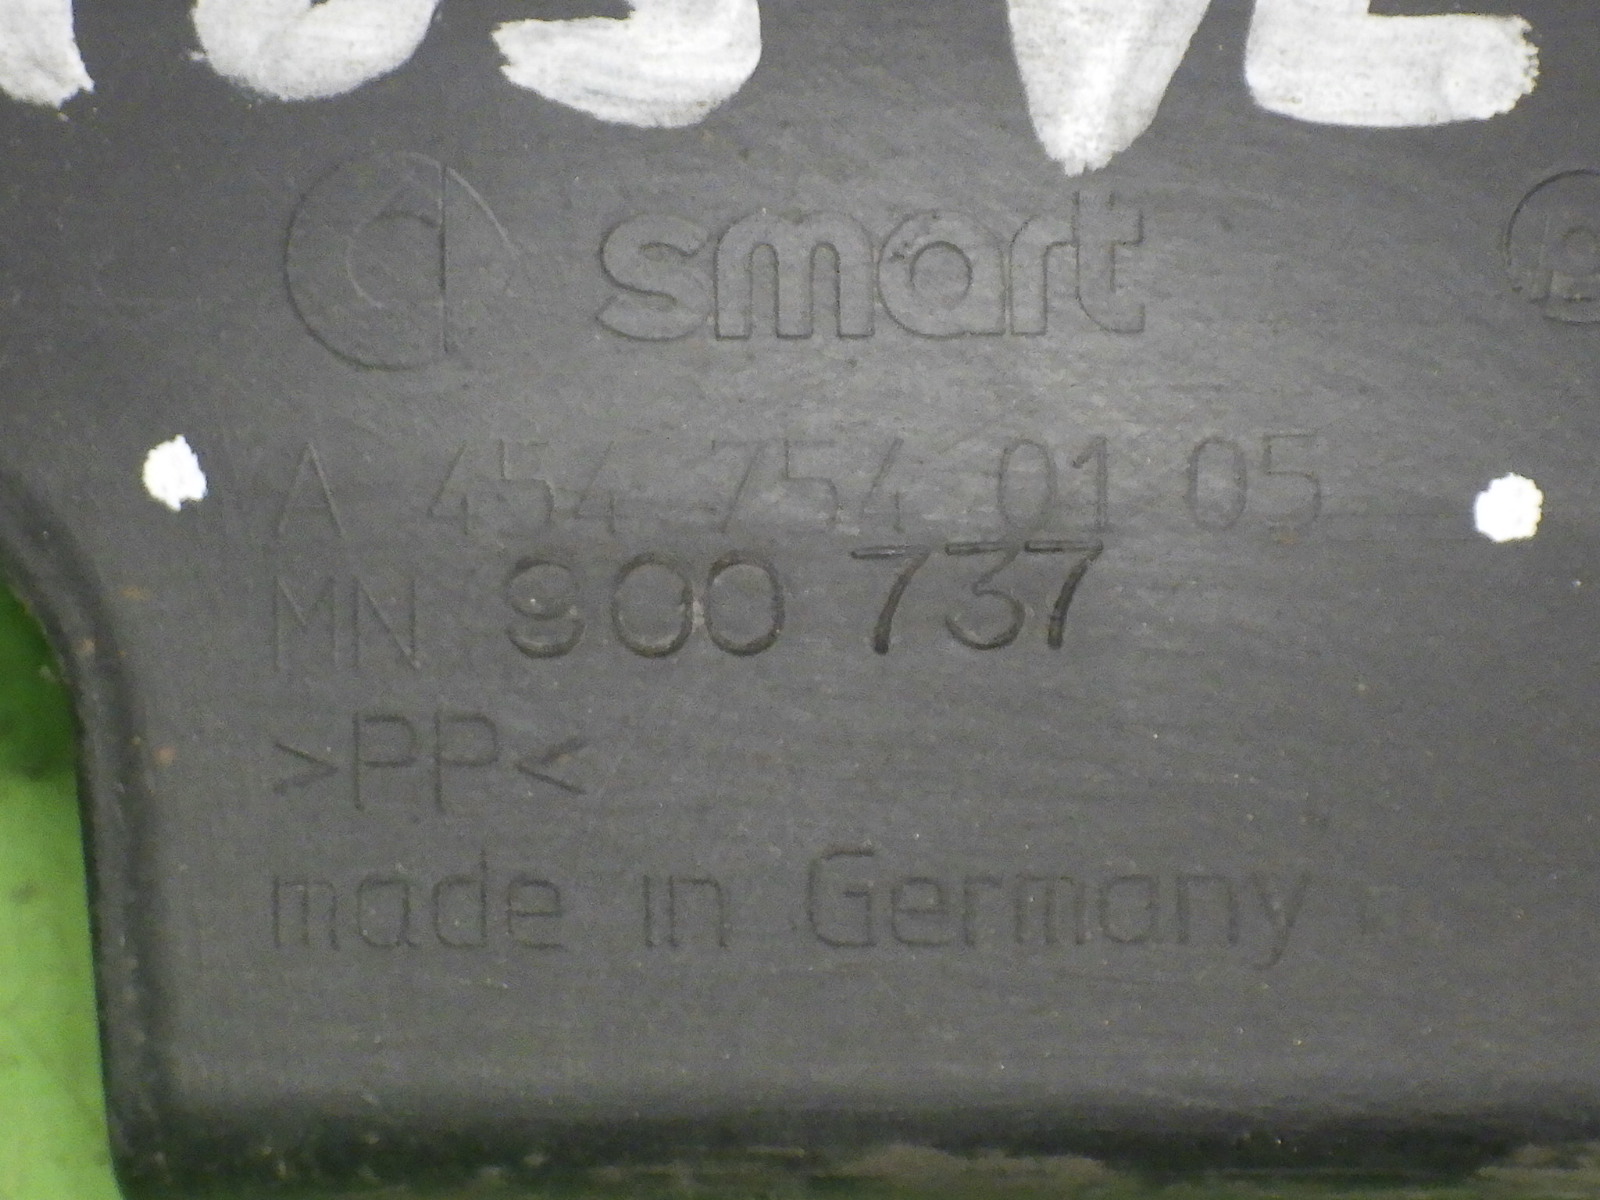 smart
A 454 754 01 05
MN 900 737
>PP<
made in Germany